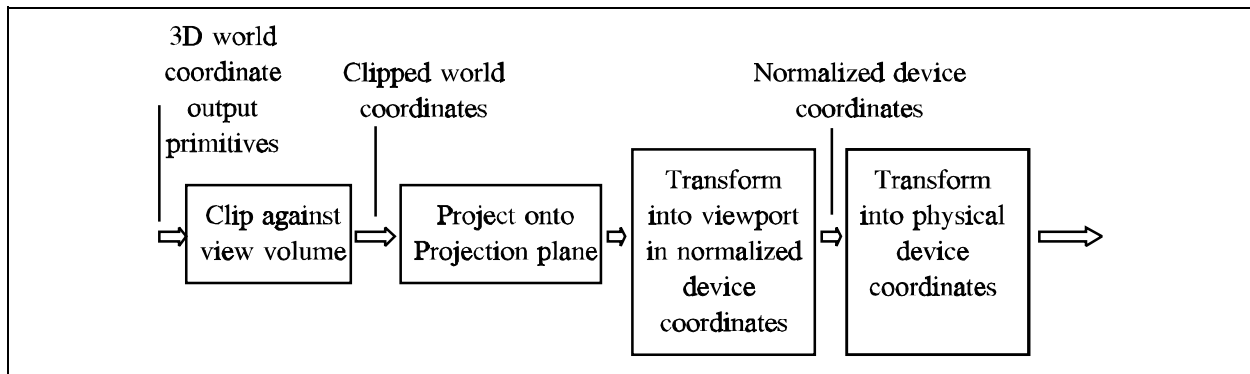 3D world
coordinate
output
primitives
Clipped world
coordinates
Normalized device
coordinates
Clip against
view volume
Project onto
Projection plane
Transform
into viewport
in normalized
device
coordinates
Transform
into physical
device
coordinates